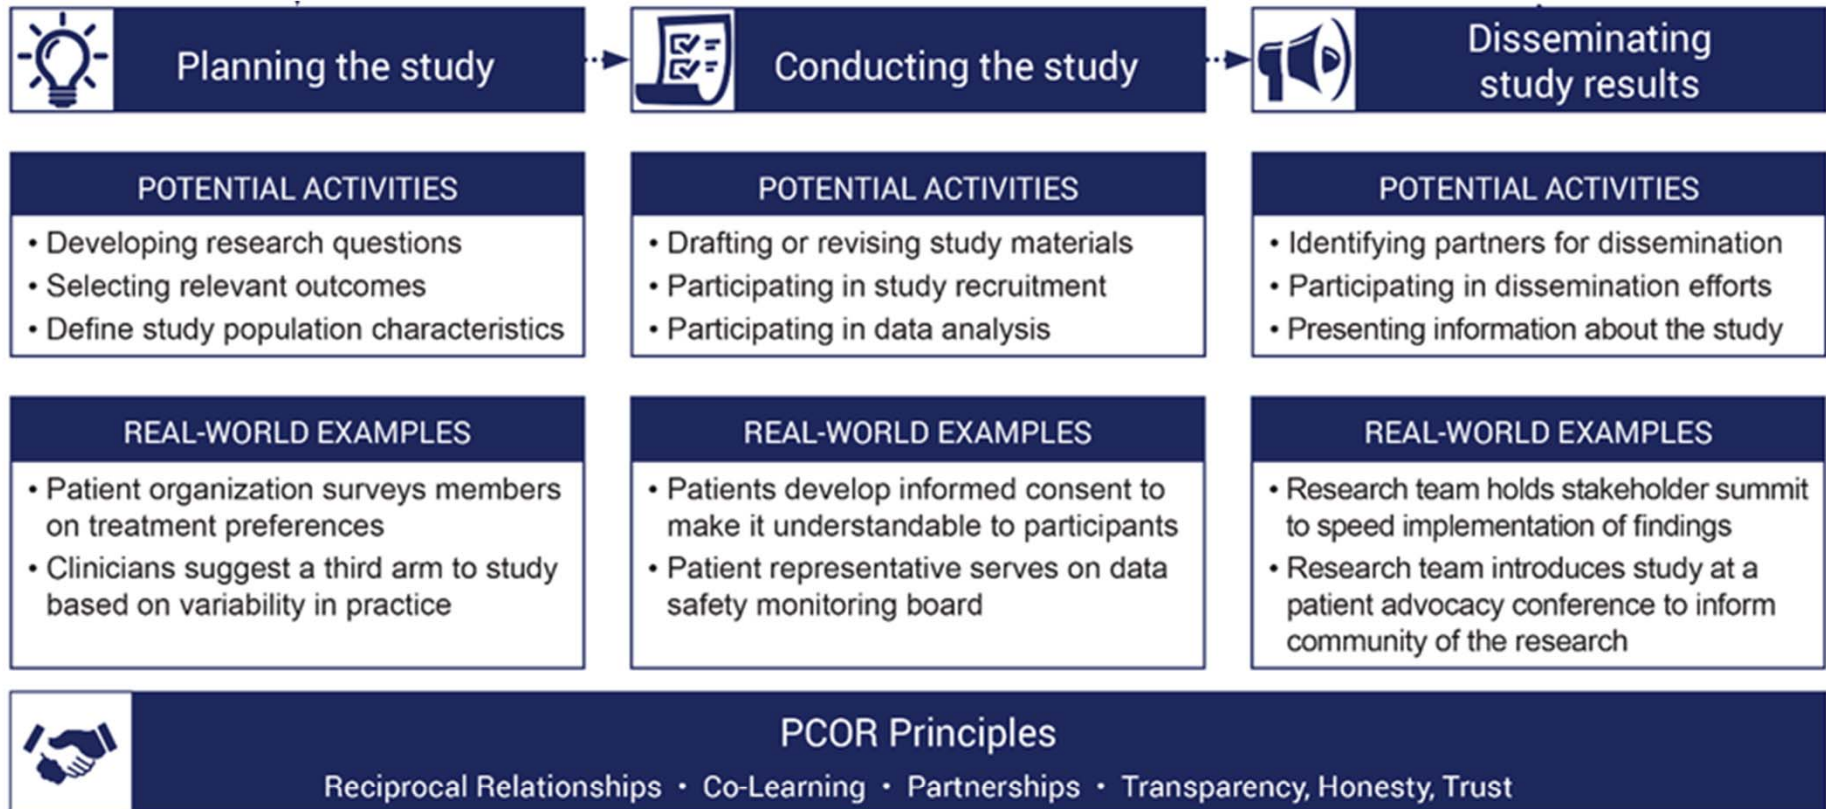 Planning the study
Conducting the study
Disseminating
study results
POTENTIAL ACTIVITIES
• Developing research questions
• Selecting relevant outcomes
• Define study population characteristics
POTENTIAL ACTIVITIES
• Drafting or revising study materials
• Participating in study recruitment
• Participating in data analysis
POTENTIAL ACTIVITIES
• Identifying partners for dissemination
• Participating in dissemination efforts
• Presenting information about the study
REAL-WORLD EXAMPLES
• Patient organization surveys members
on treatment preferences
• Clinicians suggest a third arm to study
based on variability in practice
REAL-WORLD EXAMPLES
• Patients develop informed consent to
make it understandable to participants
• Patient representative serves on data
safety monitoring board
REAL-WORLD EXAMPLES
• Research team holds stakeholder summit
to speed implementation of findings
• Research team introduces study at a
patient advocacy conference to inform
community of the research
PCOR Principles
Reciprocal Relationships • Co-Learning • Partnerships • Transparency, Honesty, Trust